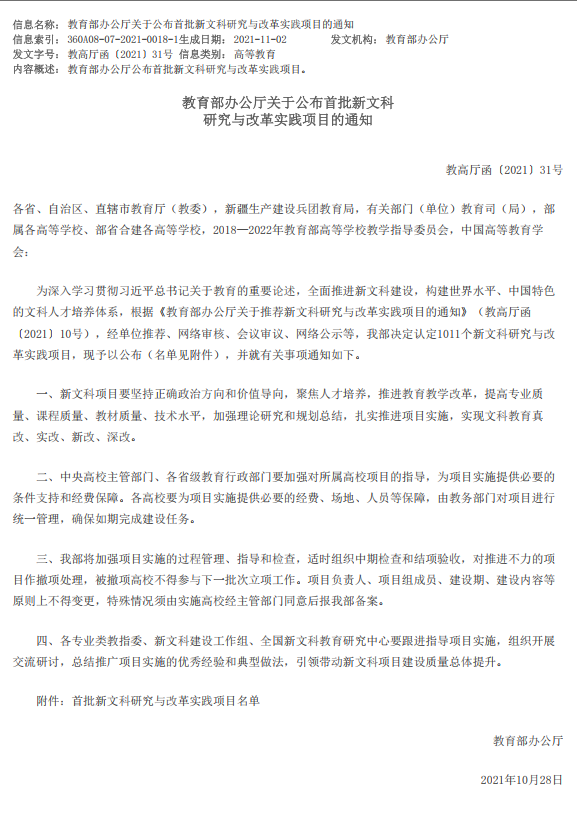 信息名称： 教育部办公厅关于公布首批新文科研究与改革实践项目的通知
信息索引： 360A08-07-2021-0018-1生成日期： 2021-11-02 发文机构： 教育部办公厅
发文字号： 教高厅函〔2021〕31号 信息类别： 高等教育
内容概述： 教育部办公厅公布首批新文科研究与改革实践项目。
教育部办公厅关于公布首批新文科
研究与改革实践项目的通知
教高厅函〔2021〕31号
各省、自治区、直辖市教育厅（教委），新疆生产建设兵团教育局，有关部门（单位）教育司（局），部
属各高等学校、部省合建各高等学校，2018—2022年教育部高等学校教学指导委员会，中国高等教育学
会：
为深入学习贯彻习近平总书记关于教育的重要论述，全面推进新文科建设，构建世界水平、中国特色
的文科人才培养体系，根据《教育部办公厅关于推荐新文科研究与改革实践项目的通知》（教高厅函
〔2021〕10号），经单位推荐、网络审核、会议审议、网络公示等，我部决定认定1011个新文科研究与改
革实践项目，现予以公布（名单见附件），并就有关事项通知如下。
一、新文科项目要坚持正确政治方向和价值导向，聚焦人才培养，推进教育教学改革，提高专业质
量、课程质量、教材质量、技术水平，加强理论研究和规划总结，扎实推进项目实施，实现文科教育真
改、实改、新改、深改。
二、中央高校主管部门、各省级教育行政部门要加强对所属高校项目的指导，为项目实施提供必要的
条件支持和经费保障。各高校要为项目实施提供必要的经费、场地、人员等保障，由教务部门对项目进行
统一管理，确保如期完成建设任务。
三、我部将加强项目实施的过程管理、指导和检查，适时组织中期检查和结项验收，对推进不力的项
目作撤项处理，被撤项高校不得参与下一批次立项工作。项目负责人、项目组成员、建设期、建设内容等
原则上不得变更，特殊情况须由实施高校经主管部门同意后报我部备案。
四、各专业类教指委、新文科建设工作组、全国新文科教育研究中心要跟进指导项目实施，组织开展
交流研讨，总结推广项目实施的优秀经验和典型做法，引领带动新文科项目建设质量总体提升。
附件：首批新文科研究与改革实践项目名单
教育部办公厅
2021年10月28日